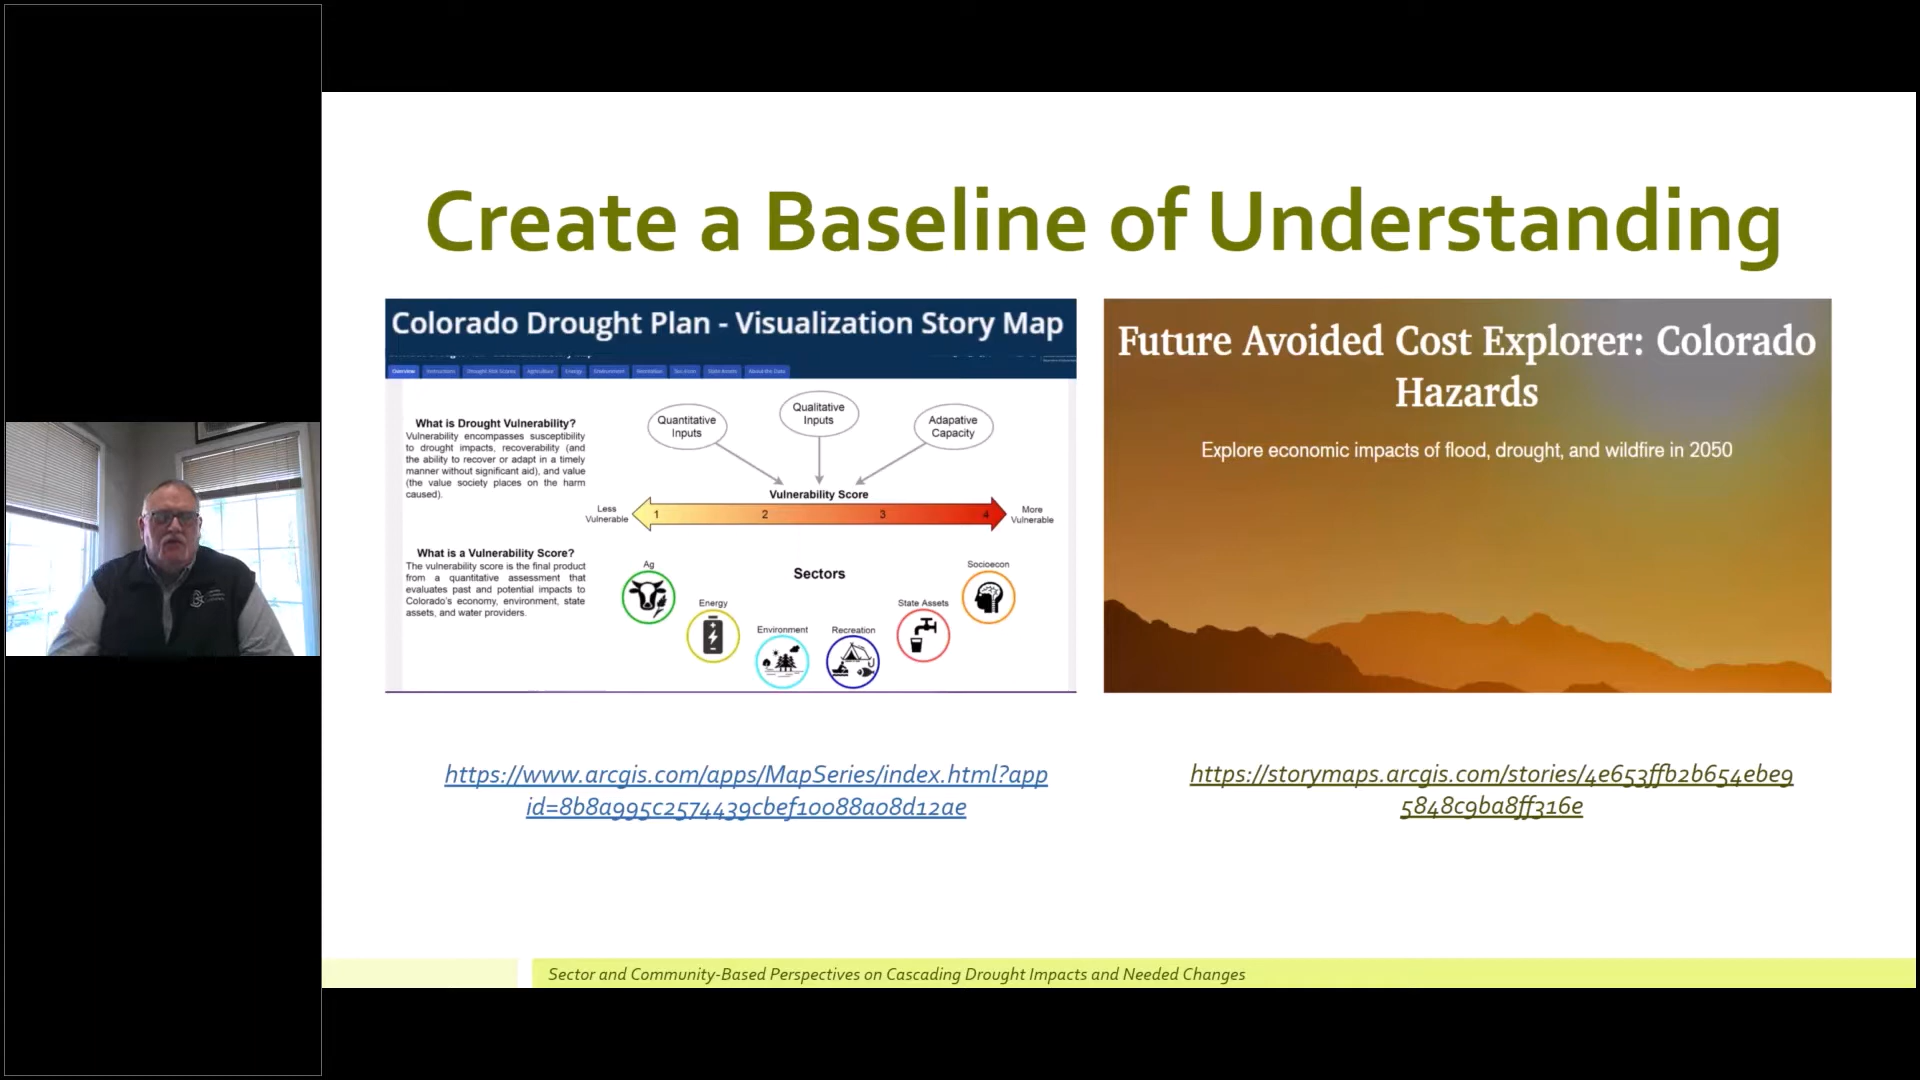 Create a Baseline of Understanding
Colorado Drought Plan - Visualization Story Map
Overview Instructions Drought Risk Scores Agriculture Energy Environment Recreation Socioecon State Assets About the Data
What is Drought Vulnerability?
Vulnerability encompasses susceptibility
to drought impacts, recoverability (and
the ability to recover or adapt in a timely
manner without significant aid), and value
(the value society places on the harm
caused).
What is a Vulnerability Score?
The vulnerability score is the final product
from a quantitative assessment that
evaluates past and potential impacts to
Colorado's economy, environment, state
assets, and water providers.
Quantitative
Inputs
Qualitative
Inputs
Adapative
Capacity
Vulnerability Score
Less
Vulnerable
1 2 3 4
More
Vulnerable
Sectors
Ag
Energy
Environment
Recreation
State Assets
Socioecon
Future Avoided Cost Explorer: Colorado
Hazards
Explore economic impacts of flood, drought, and wildfire in 2050
https://www.arcgis.com/apps/MapSeries/index.html?app
id=8b8a995c2574439cbef10088a08d12ae
https://storymaps.arcgis.com/stories/4e653ffb2b654ebe9
5848c9ba8ff316e
Sector and Community-Based Perspectives on Cascading Drought Impacts and Needed Changes